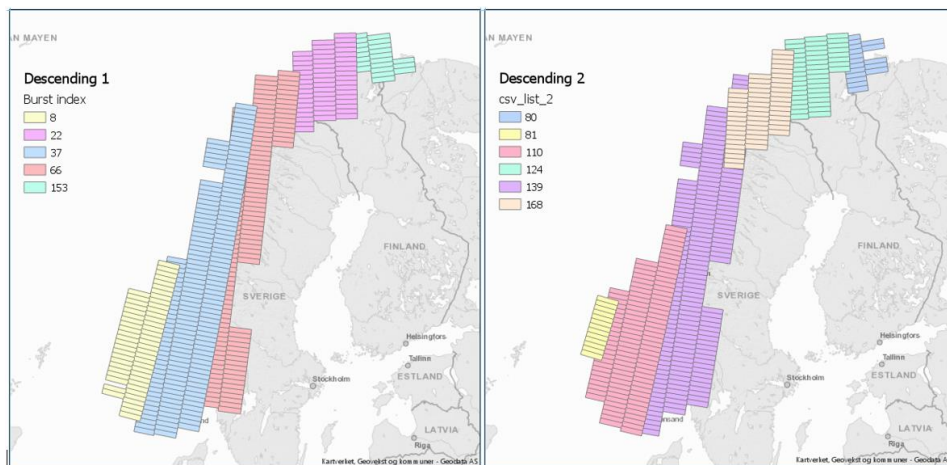 AN MAYEN
Descending 1
Burst index
8
22
37
66
153
FINLAND
SVERIGE
Helsingfors
Tallinn
ESTLAND
Stockholm
LATVIA
Riga
Kartverket, Geovekst og kommuner - Geodata AS
AN MAYEN
Descending 2
csv_list_2
80
81
110
124
139
168
FINLAND
SVERIGE
Helsingfors
Tallinn
ESTLAND
Stockholm
ansand
LATVIA
Riga
Kartverket, Geovekst og kommuner - Geodata AS